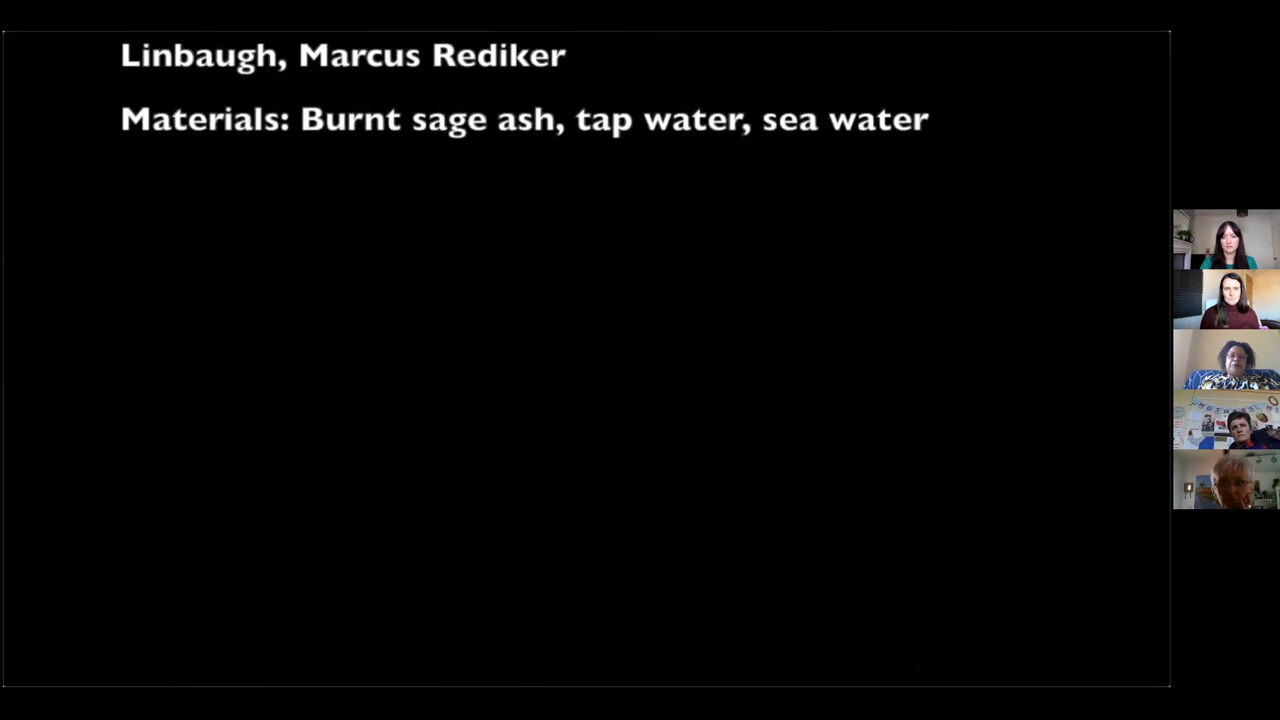 Linbaugh, Marcus Rediker
Materials: Burnt sage ash, tap water, sea water